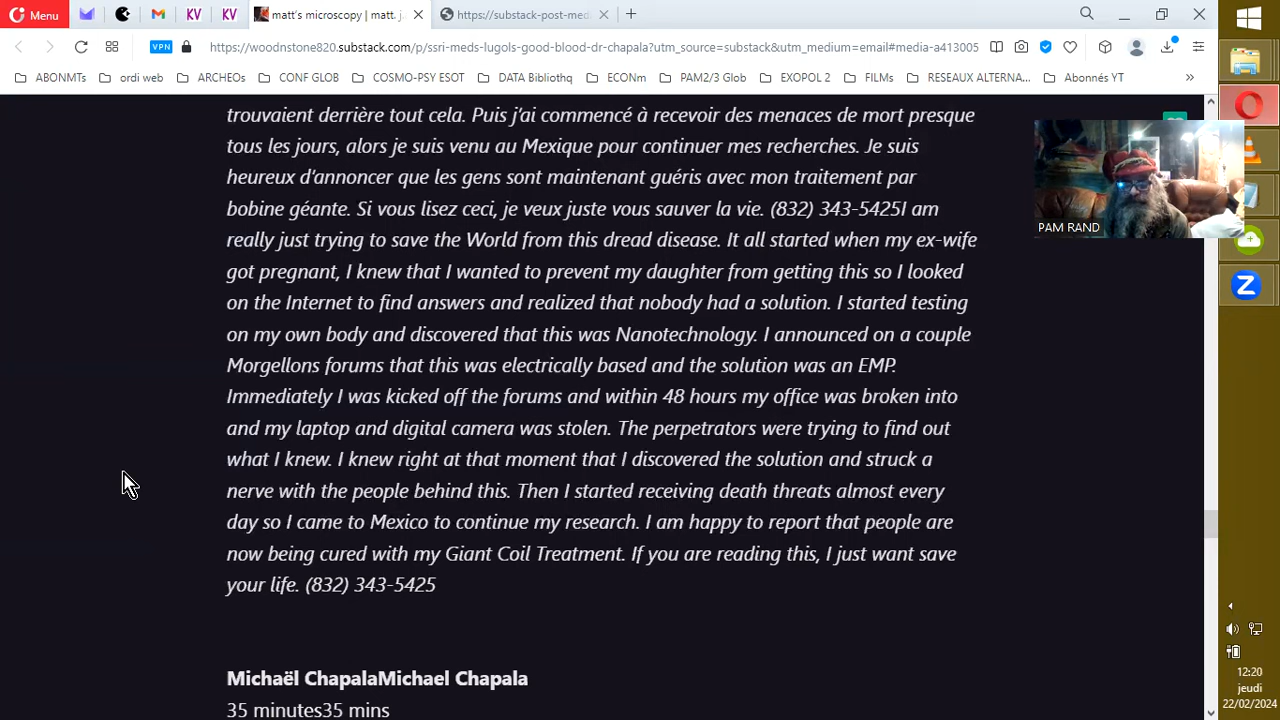 Menu
matt's microscopy | matt. j
https://substack-post-med
VPN
https://woodnstone820.substack.com/p/ssri-meds-lugols-good-blood-dr-chapala?utm_source=substack&utm_medium=email#media-a413005
ABONMTs
ordi web
ARCHEOs
CONF GLOB
COSMO-PSY ESOT
DATA Biblithq
ECONm
PAM2/3 Glob
EXOPOL 2
FILMs
RESEAUX,ALTERNA...
Abonnés YT
»
trouvaient derrière tout cela. Puis j'ai commencé à recevoir des menaces de mort presque
tous les jours, alors je suis venu au Mexique pour continuer mes recherches. Je suis
heureux d'annoncer que les gens sont maintenant guéris avec mon traitement par
bobine géante. Si vous lisez ceci, je veux juste vous sauver la vie. (832) 343-5425I am
really just trying to save the World from this dread disease. It all started when my ex-wife
got pregnant, I knew that I wanted to prevent my daughter from getting this so I looked
on the Internet to find answers and realized that nobody had a solution. I started testing
on my own body and discovered that this was Nanotechnology. I announced on a couple
Morgellons forums that this was electrically based and the solution was an EMP.
Immediately I was kicked off the forums and within 48 hours my office was broken into
and my laptop and digital camera was stolen. The perpetrators were trying to find out
what I knew. I knew right at that moment that I discovered the solution and struck a
nerve with the people behind this. Then I started receiving death threats almost every
day so I came to Mexico to continue my research. I am happy to report that people are
now being cured with my Giant Coil Treatment. If you are reading this, I just want save
your life. (832) 343-5425
Michaël ChapalaMichael Chapala
35 minutes35 mins
PAM RAND
12:20
jeudi
22/02/2024